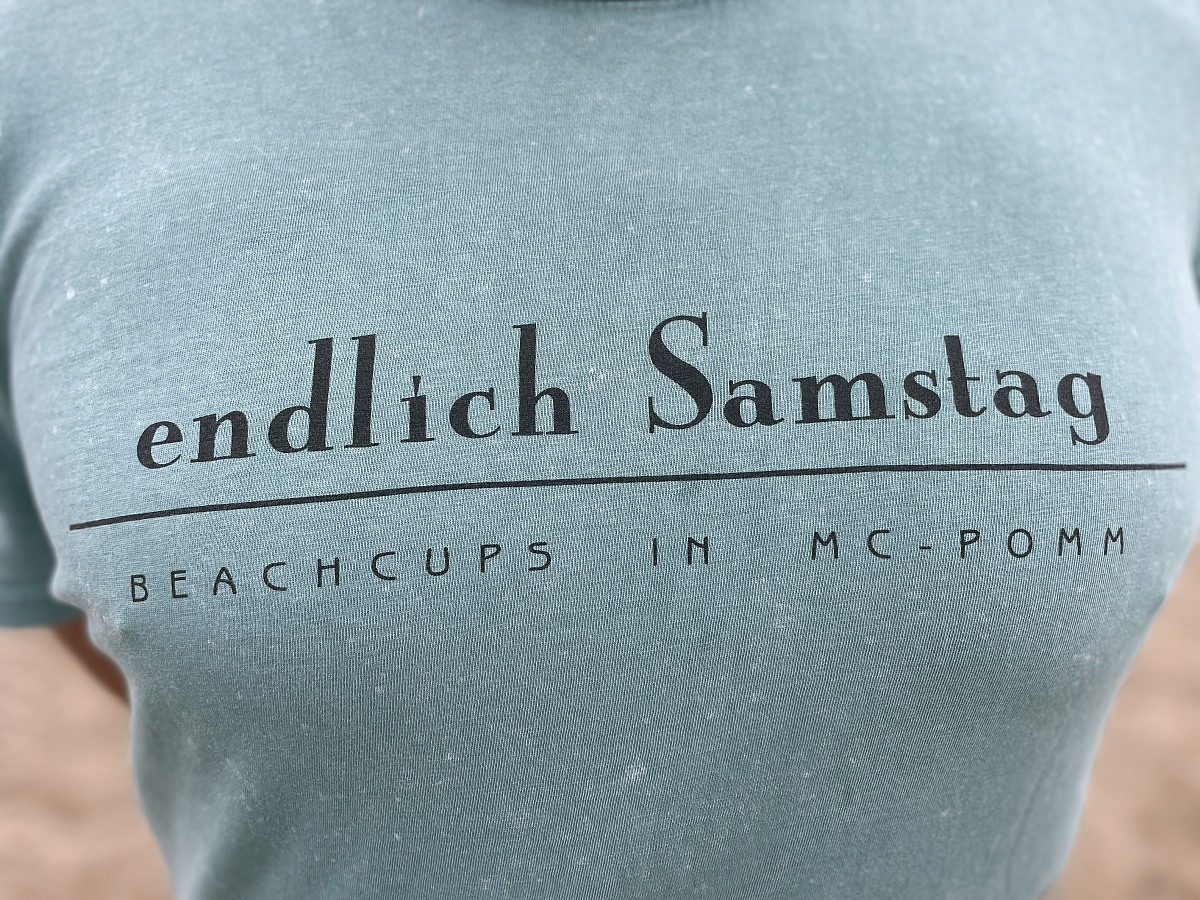 endlich Samstag
BEACHCUPS IN MC-POMM